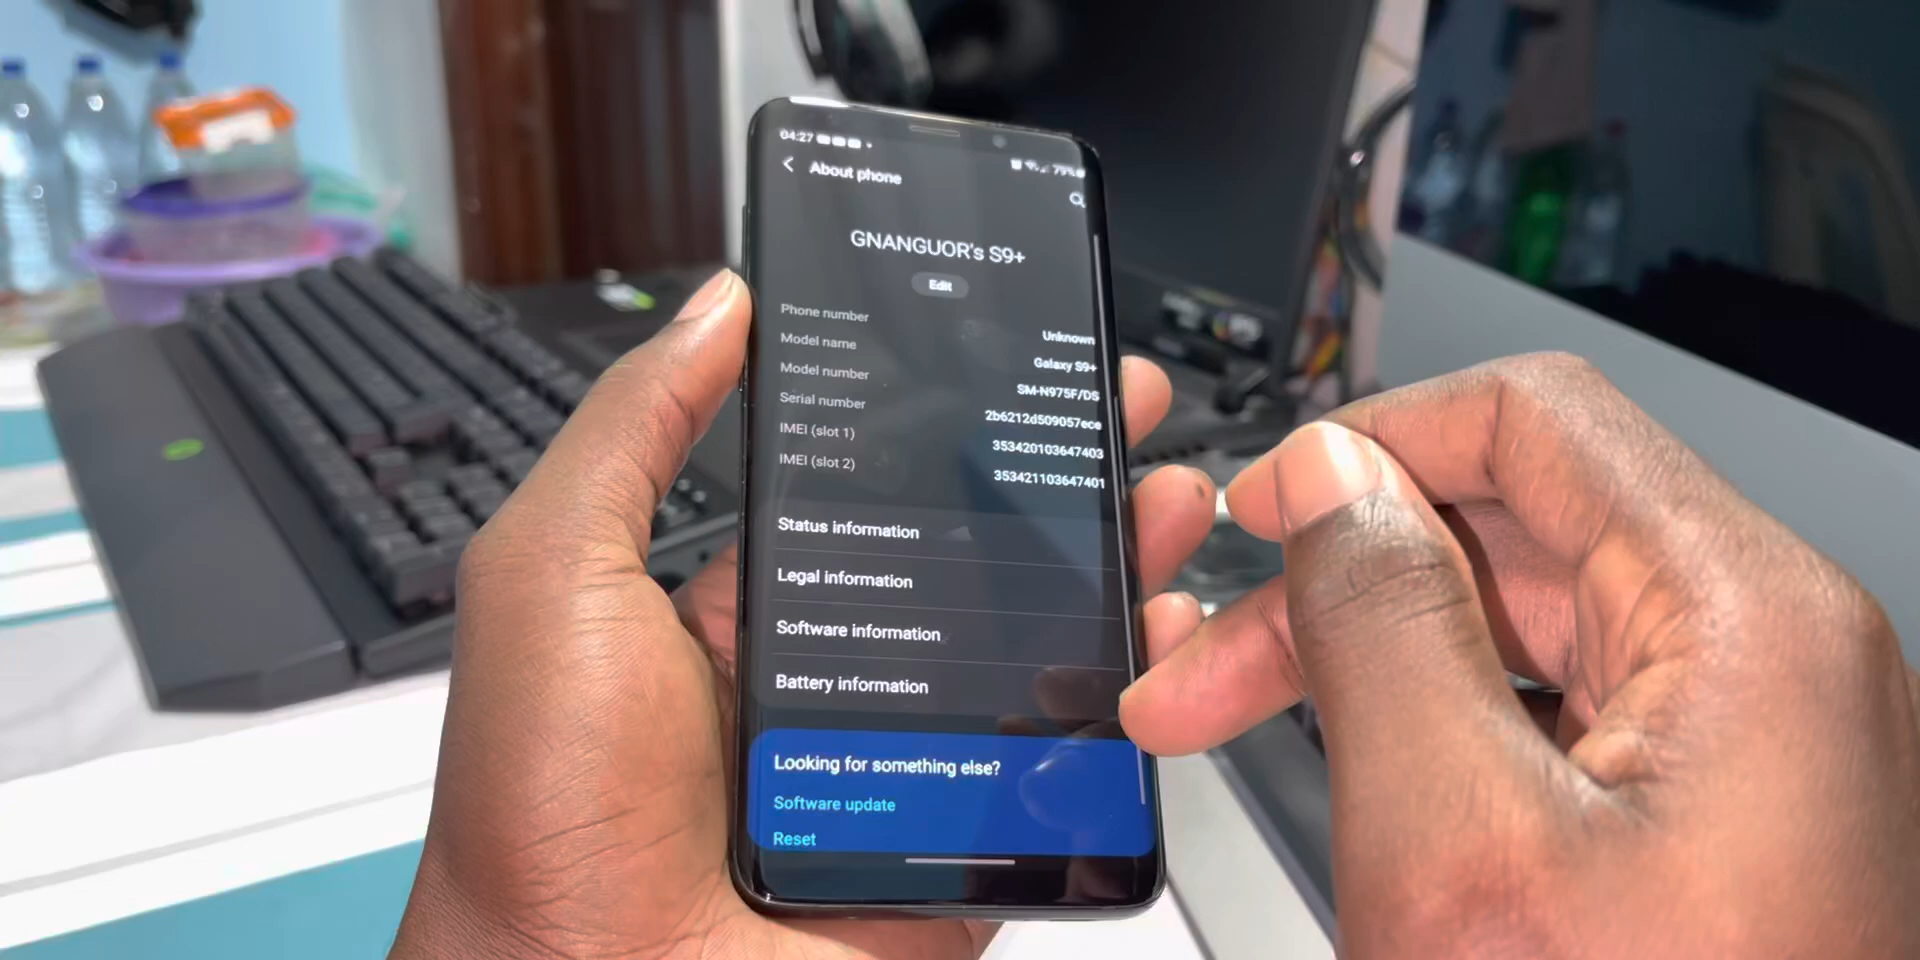 04:27
79%
About phone
GNANGUOR's S9+
Edit
Phone number Unknown
Model name Galaxy S9+
Model number SM-N975F/DS
Serial number 2b6212d509057ece
IMEI (slot 1) 353420103647403
IMEI (slot 2) 353421103647401
Status information
Legal information
Software information
Battery information
Looking for something else?
Software update
Reset